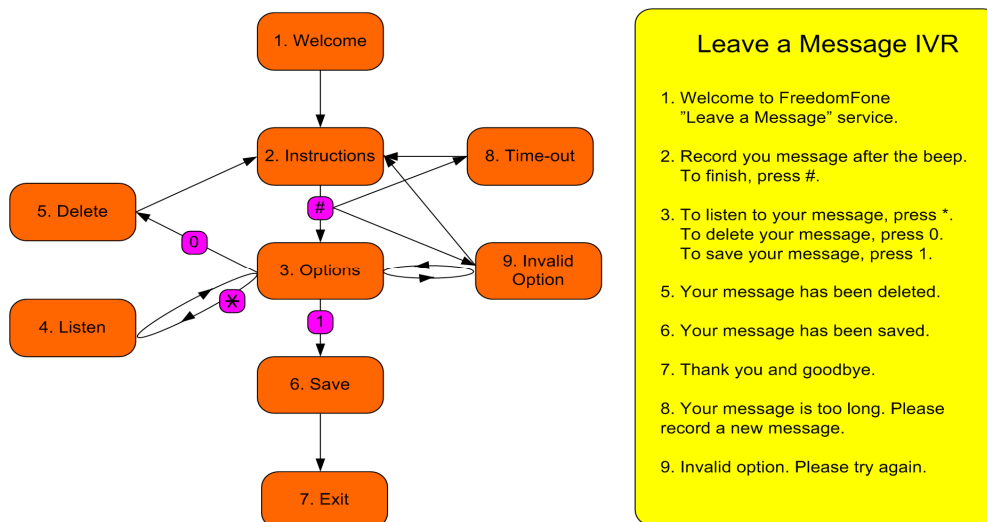 1. Welcome
2. Instructions
8. Time-out
5. Delete
#
0
3. Options
9. Invalid
Option
*
4. Listen
1
6. Save
7. Exit
Leave a Message IVR
1. Welcome to FreedomFone
"Leave a Message" service.
2. Record you message after the beep.
To finish, press #.
3. To listen to your message, press *.
To delete your message, press 0.
To save your message, press 1.
5. Your message has been deleted.
6. Your message has been saved.
7. Thank you and goodbye.
8. Your message is too long. Please
record a new message.
9. Invalid option. Please try again.